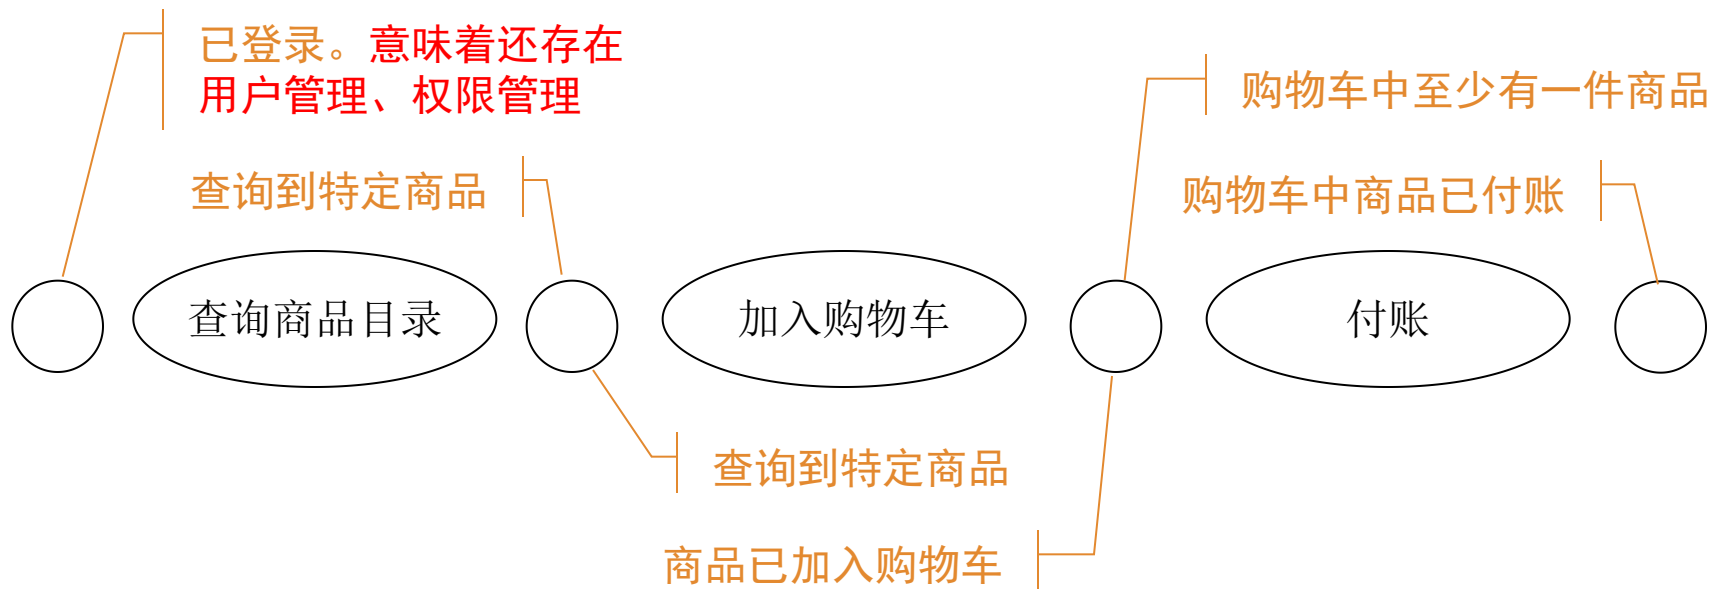 已登录。意味着还存在
用户管理、权限管理
购物车中至少有一件商品
查询到特定商品
购物车中商品已付账
查询商品目录
加入购物车
付账
查询到特定商品
商品已加入购物车